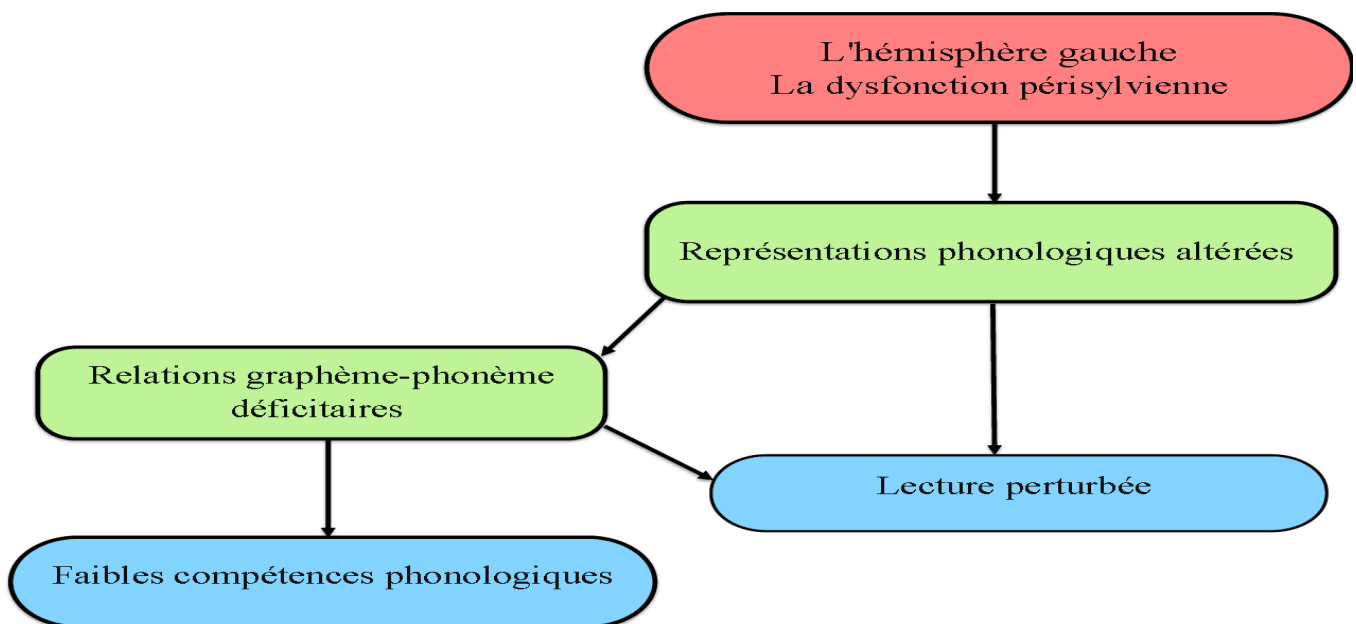 L'hémisphère gauche
La dysfonction périsylvienne
Représentations phonologiques altérées
Relations graphème-phonème
déficitaires
Lecture perturbée
Faibles compétences phonologiques